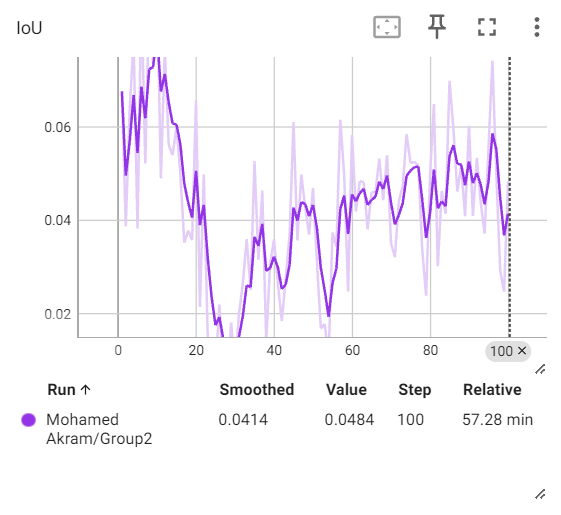 IoU
0.06
0.04
0.02
0 20 40 60 80 100 ×
Run ↑ Smoothed Value Step Relative
Mohamed Akram/Group2 0.0414 0.0484 100 57.28 min